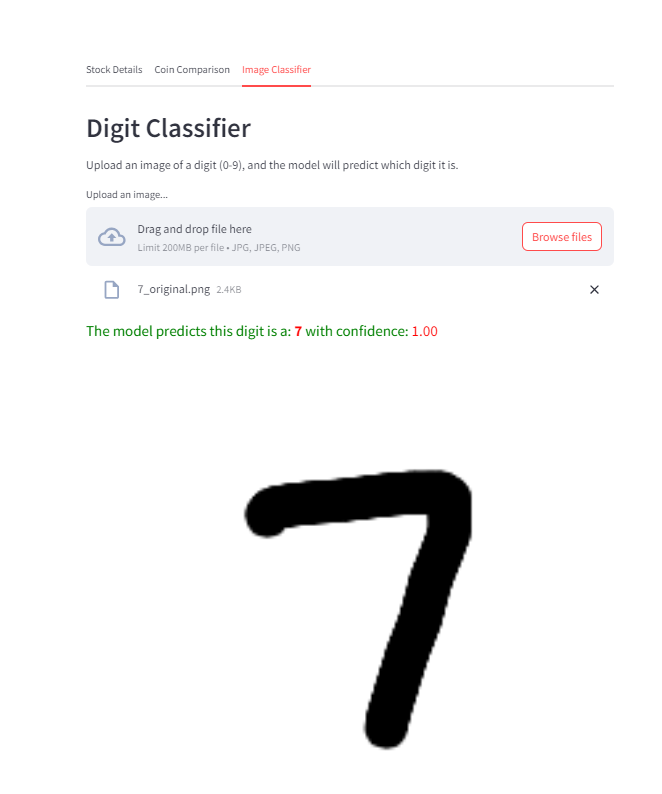 Stock Details Coin Comparison Image Classifier
Digit Classifier
Upload an image of a digit (0-9), and the model will predict which digit it is.
Upload an image...
Drag and drop file here
Limit 200MB per file • JPG, JPEG, PNG
Browse files
7_original.png 2.4KB
The model predicts this digit is a: 7 with confidence: 1.00
7